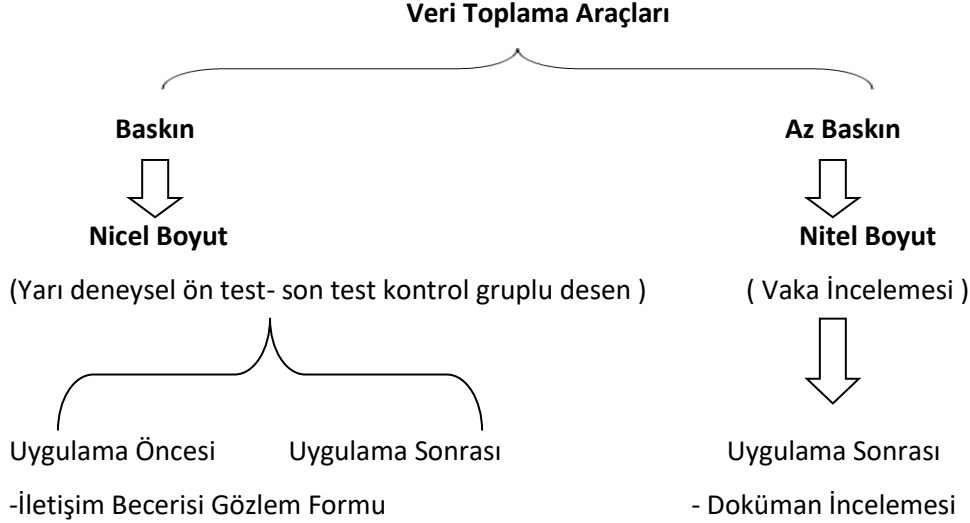 Veri Toplama Araçları
Baskın Az Baskın
Nicel Boyut Nitel Boyut
(Yarı deneysel ön test- son test kontrol gruplu desen ) ( Vaka İncelemesi )
Uygulama Öncesi Uygulama Sonrası Uygulama Sonrası
-İletişim Becerisi Gözlem Formu - Doküman İncelemesi